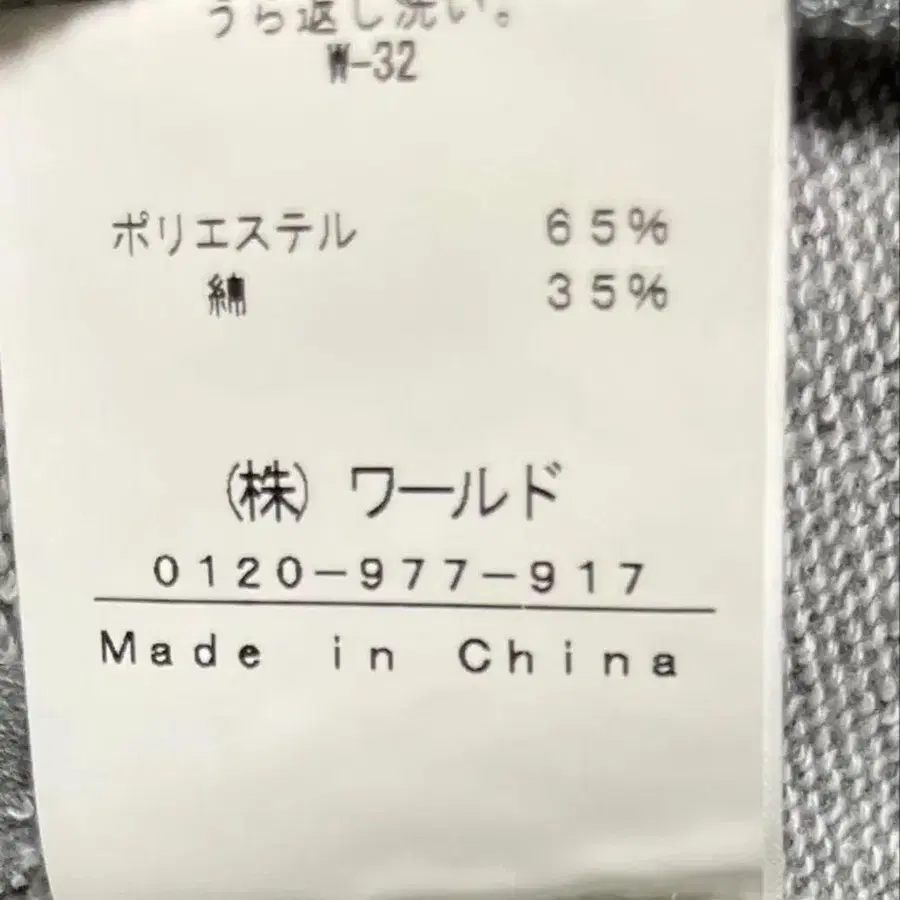 うら返し洗い。
W-32
ポリエステル 65%
綿 35%
(株) ワールド
0120-977-917
Made in China